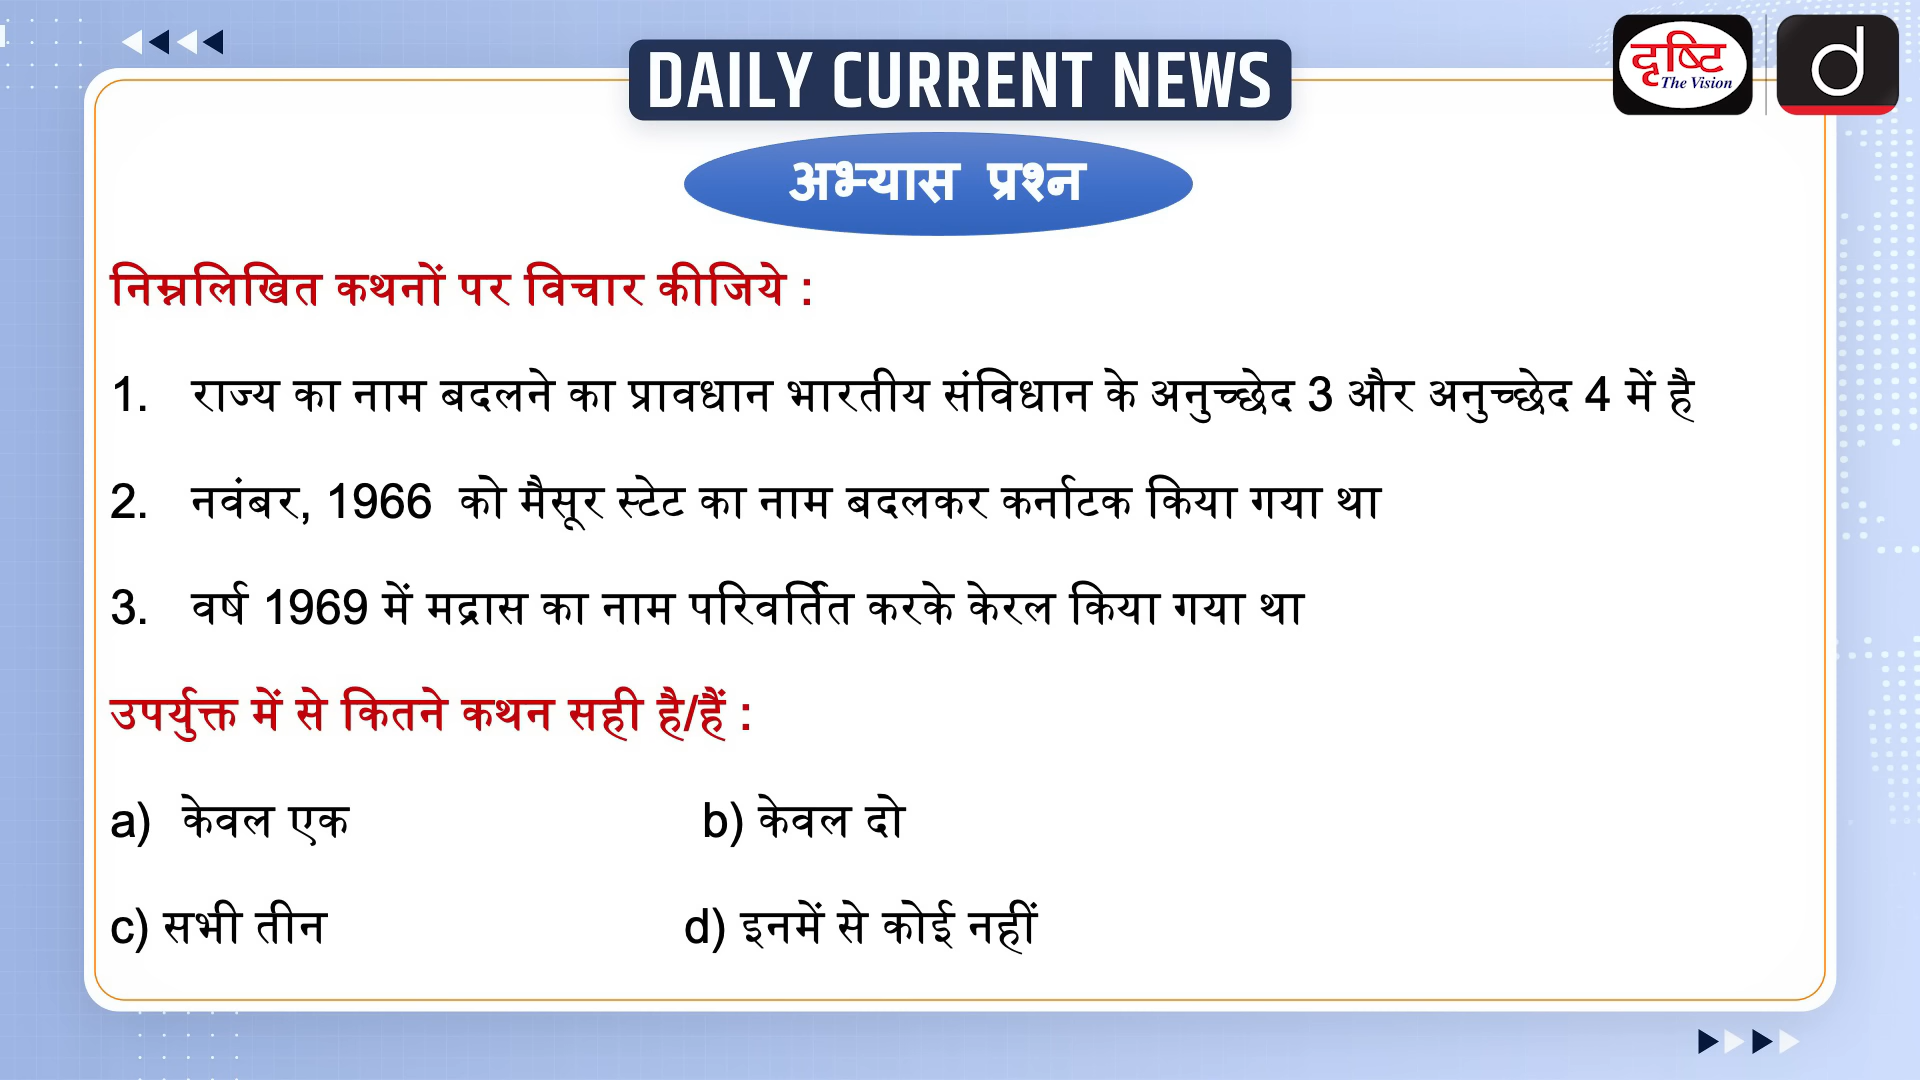 DAILY CURRENT NEWS
दृष्टि
The Vision
d
अभ्यास प्रश्न
निम्नलिखित कथनों पर विचार कीजिये :
1. राज्य का नाम बदलने का प्रावधान भारतीय संविधान के अनुच्छेद 3 और अनुच्छेद 4 में है
2. नवंबर, 1966 को मैसूर स्टेट का नाम बदलकर कर्नाटक किया गया था
3. वर्ष 1969 में मद्रास का नाम परिवर्तित करके केरल किया गया था
उपर्युक्त में से कितने कथन सही है/हैं :
a) केवल एक b) केवल दो
c) सभी तीन d) इनमें से कोई नहीं